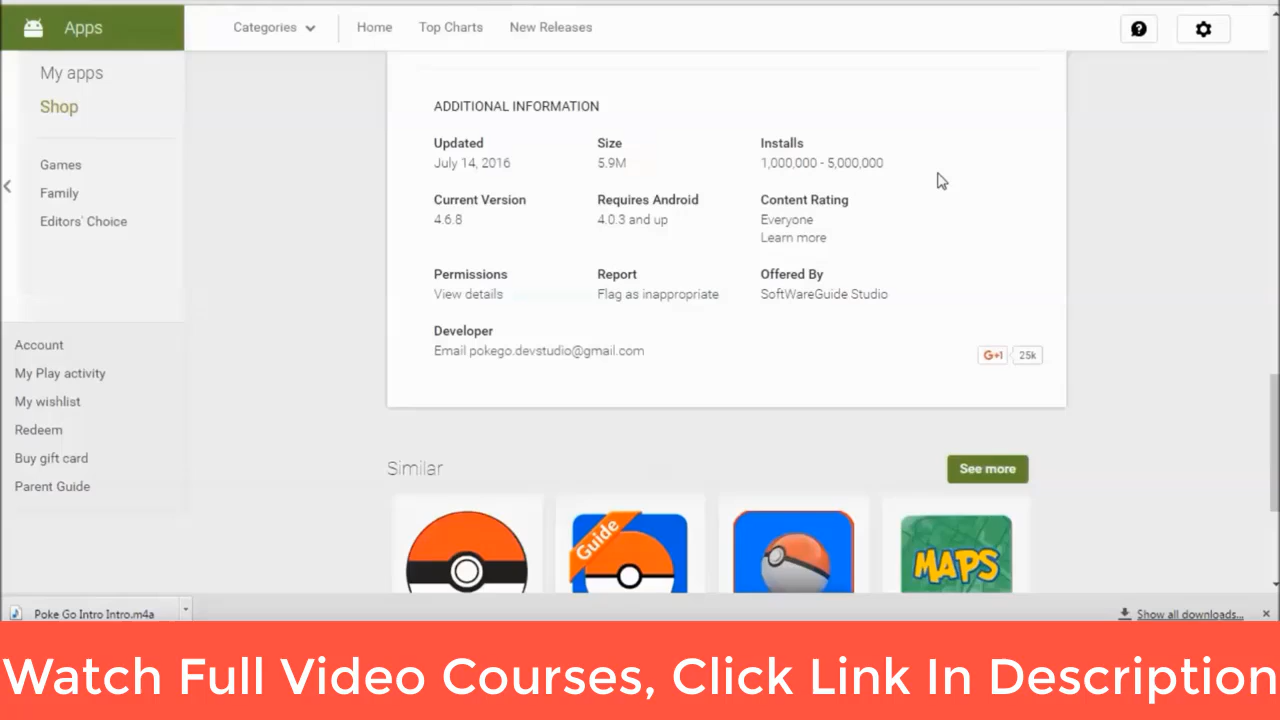 Apps
Categories
Home
Top Charts
New Releases
My apps
Shop
Games
Family
Editors' Choice
Account
My Play activity
My wishlist
Redeem
Buy gift card
Parent Guide
ADDITIONAL INFORMATION
Updated Size Installs
July 14, 2016 5.9M 1,000,000 - 5,000,000
Current Version Requires Android Content Rating
4.6.8 4.0.3 and up Everyone
Learn more
Permissions Report Offered By
View details Flag as inappropriate SoftWareGuide Studio
Developer
Email pokego.devstudio@gmail.com
G+1 25k
Similar
See more
Guide
MAPS
Poke Go Intro Intro.m4a
Show all downloads...
Watch Full Video Courses, Click Link In Description